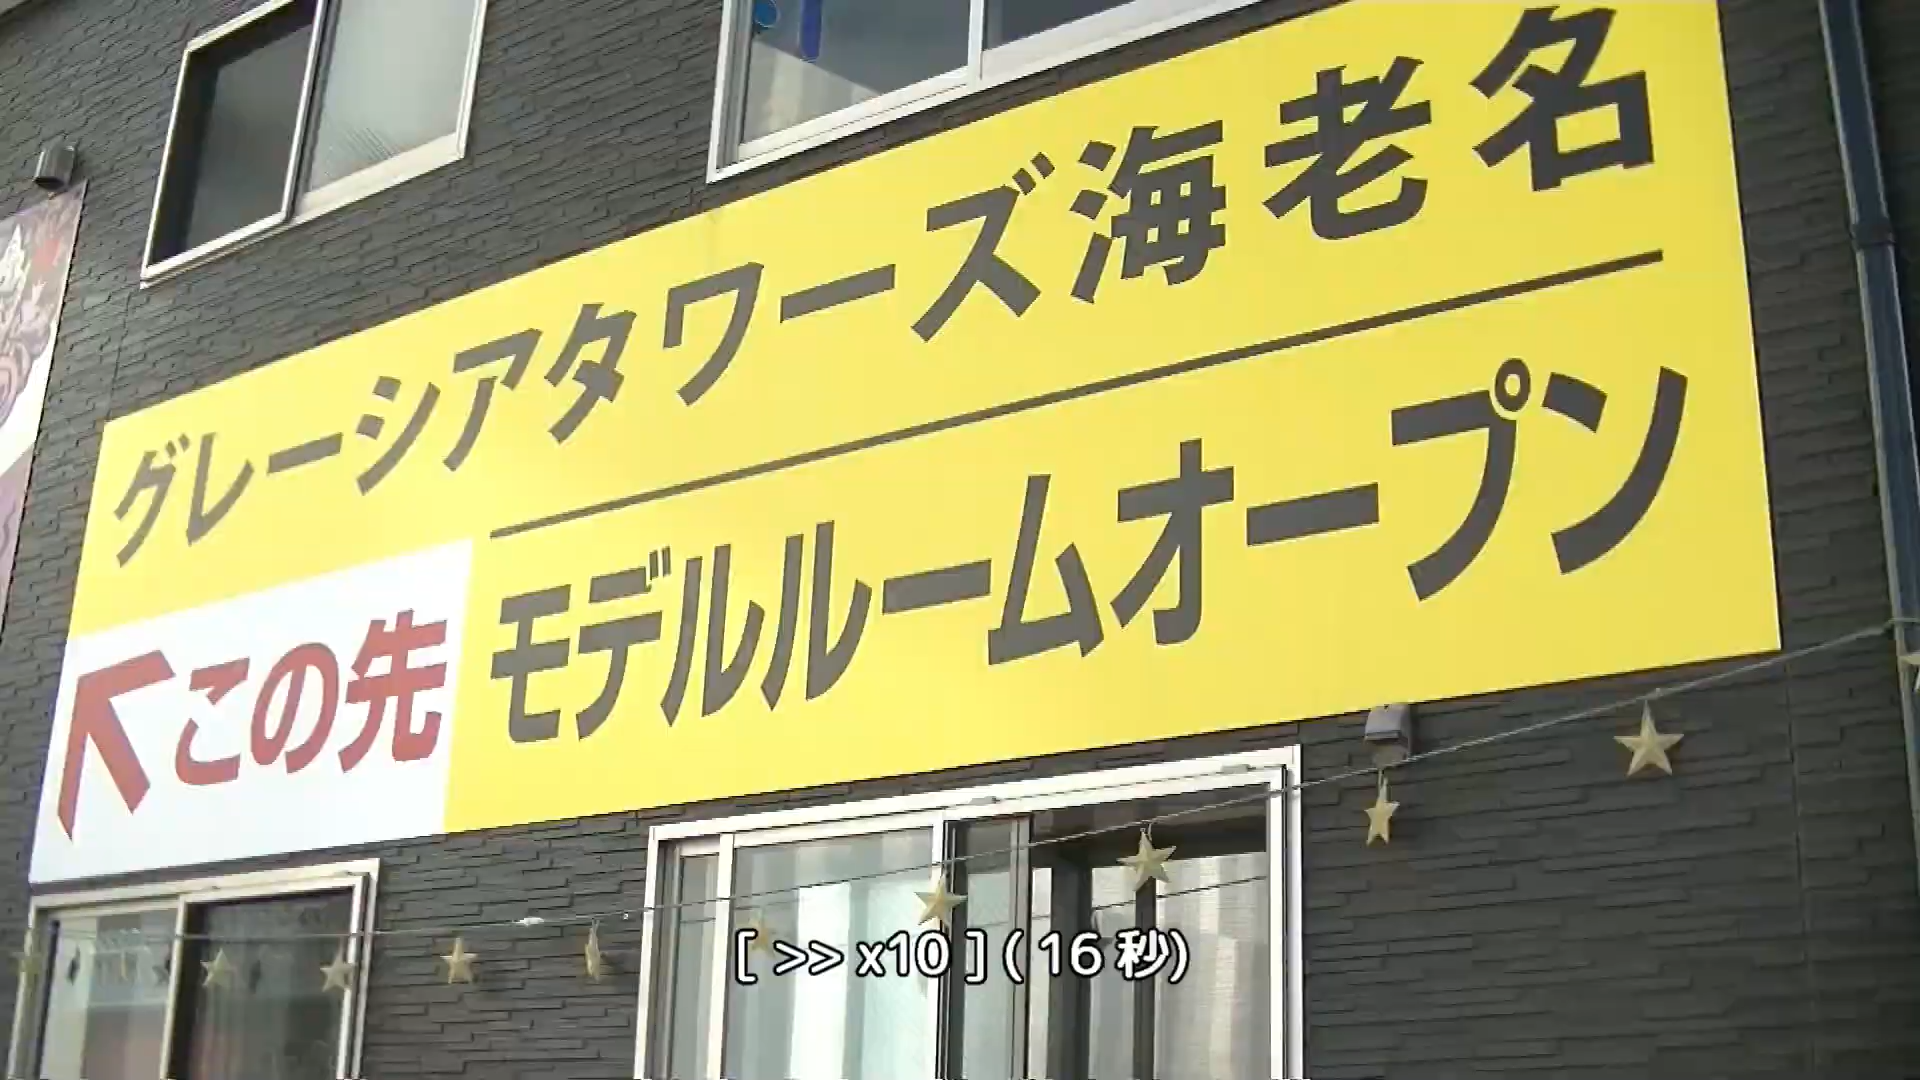 グレーシアタワーズ海老名
この先
モデルルームオープン
[ >> x10 ] ( 16 秒)